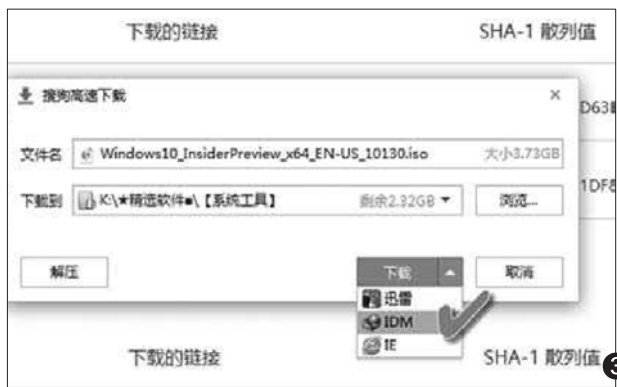 下载的链接 SHA-1 散列值
搜狗高速下载 ×
D63
文件名 Windows10_InsiderPreview_x64_EN-US_10130.iso 大小3.73GB
1DF8
下载到 K:\★精选软件■\【系统工具】 剩余2.32GB 浏览...
解压 下载 取消
迅雷
IDM
IE
下载的链接 SHA-1 散列值
3